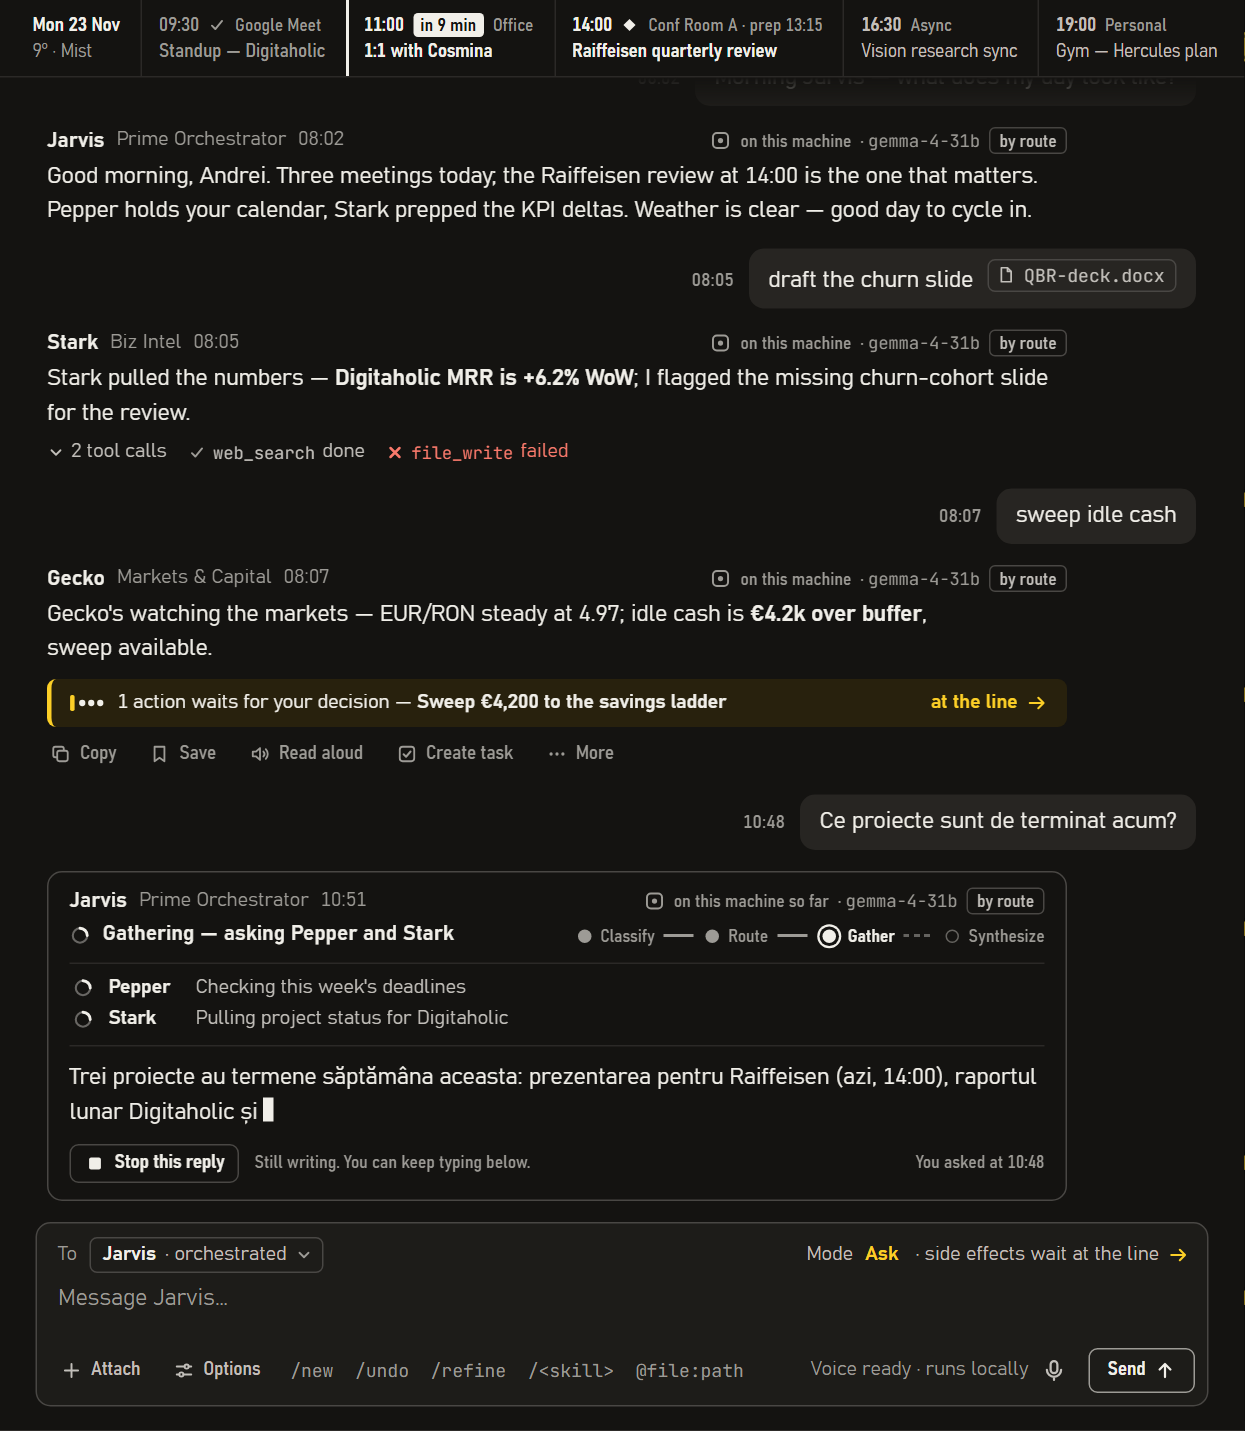 Mon 23 Nov
9° · Mist
09:30 Google Meet
Standup — Digitaholic
11:00 in 9 min Office
1:1 with Cosmina
14:00 Conf Room A · prep 13:15
Raiffeisen quarterly review
16:30 Async
Vision research sync
19:00 Personal
Gym — Hercules plan
Jarvis Prime Orchestrator 08:02 on this machine · gemma-4-31b by route
Good morning, Andrei. Three meetings today; the Raiffeisen review at 14:00 is the one that matters.
Pepper holds your calendar, Stark prepped the KPI deltas. Weather is clear — good day to cycle in.
08:05 draft the churn slide QBR-deck.docx
Stark Biz Intel 08:05 on this machine · gemma-4-31b by route
Stark pulled the numbers — Digitaholic MRR is +6.2% WoW; I flagged the missing churn-cohort slide
for the review.
2 tool calls web_search done file_write failed
08:07 sweep idle cash
Gecko Markets & Capital 08:07 on this machine · gemma-4-31b by route
Gecko's watching the markets — EUR/RON steady at 4.97; idle cash is €4.2k over buffer,
sweep available.
1 action waits for your decision — Sweep €4,200 to the savings ladder at the line →
Copy Save Read aloud Create task More
10:48 Ce proiecte sunt de terminat acum?
Jarvis Prime Orchestrator 10:51 on this machine so far · gemma-4-31b by route
Gathering — asking Pepper and Stark Classify Route Gather Synthesize
Pepper Checking this week's deadlines
Stark Pulling project status for Digitaholic
Trei proiecte au termene săptămâna aceasta: prezentarea pentru Raiffeisen (azi, 14:00), raportul
lunar Digitaholic și
Stop this reply Still writing. You can keep typing below. You asked at 10:48
To Jarvis · orchestrated Mode Ask · side effects wait at the line →
Message Jarvis...
Attach Options /new /undo /refine /<skill> @file:path Voice ready · runs locally Send